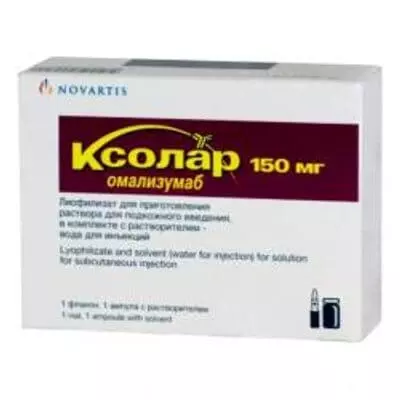 NOVARTIS
Ксолар 150 мг
омализумаб
Лиофилизат для приготовления
раствора для подкожного введения,
в комплекте с растворителем -
вода для инъекций
Lyophilizate and solvent (water for injection) for solution
for subcutaneous injection
1 флакон, 1 ампула с растворителем
1 vial, 1 ampoule with solvent